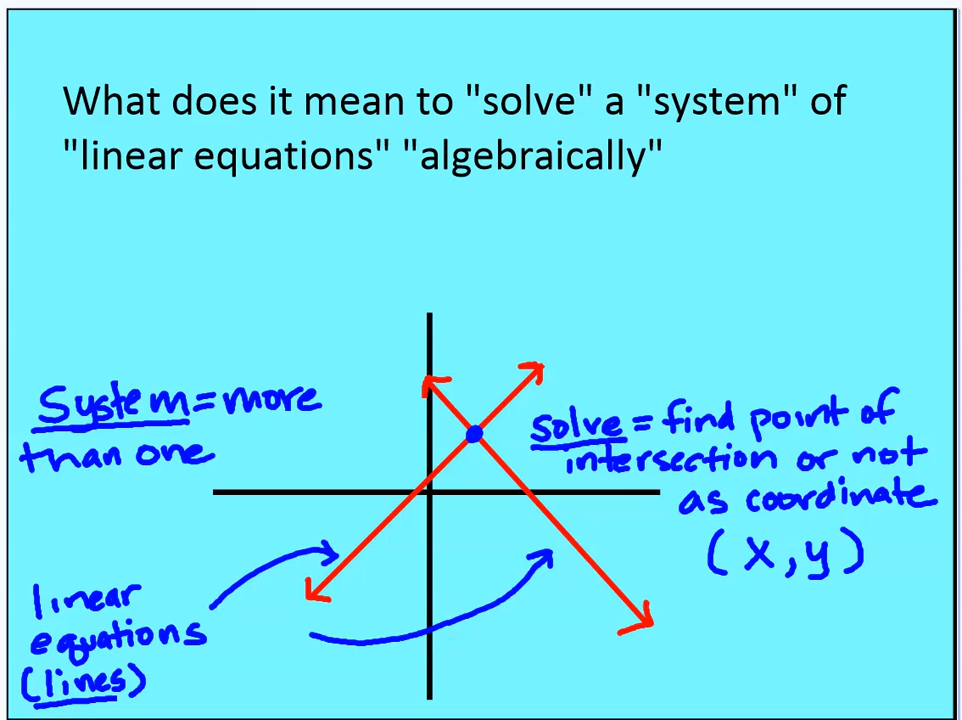 What does it mean to "solve" a "system" of
"linear equations" "algebraically"
System = more
than one
solve = find point of
intersection or not
as coordinate
(x,y)
linear
equations
(lines)